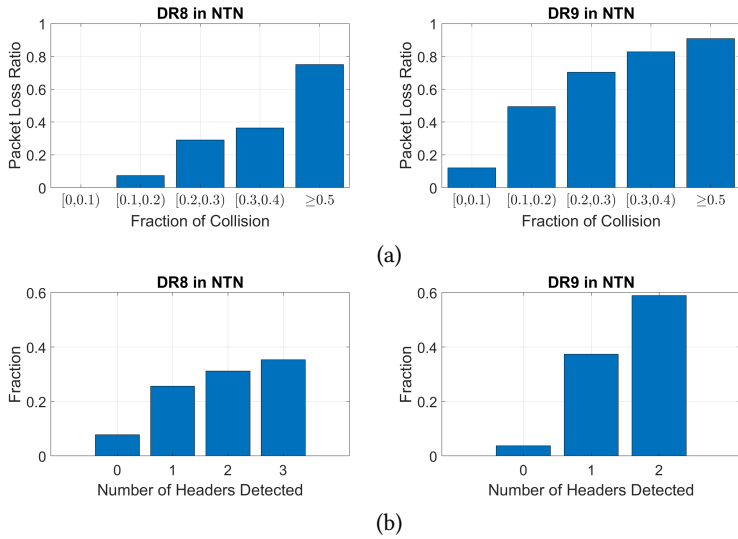 DR8 in NTN
Packet Loss Ratio
1
0.8
0.6
0.4
0.2
0
[0,0.1) [0.1,0.2) [0.2,0.3) [0.3,0.4) ≥0.5
Fraction of Collision
DR9 in NTN
Packet Loss Ratio
1
0.8
0.6
0.4
0.2
0
[0,0.1) [0.1,0.2) [0.2,0.3) [0.3,0.4) ≥0.5
Fraction of Collision
(a)
DR8 in NTN
Fraction
0.6
0.4
0.2
0
0 1 2 3
Number of Headers Detected
DR9 in NTN
Fraction
0.6
0.4
0.2
0
0 1 2
Number of Headers Detected
(b)